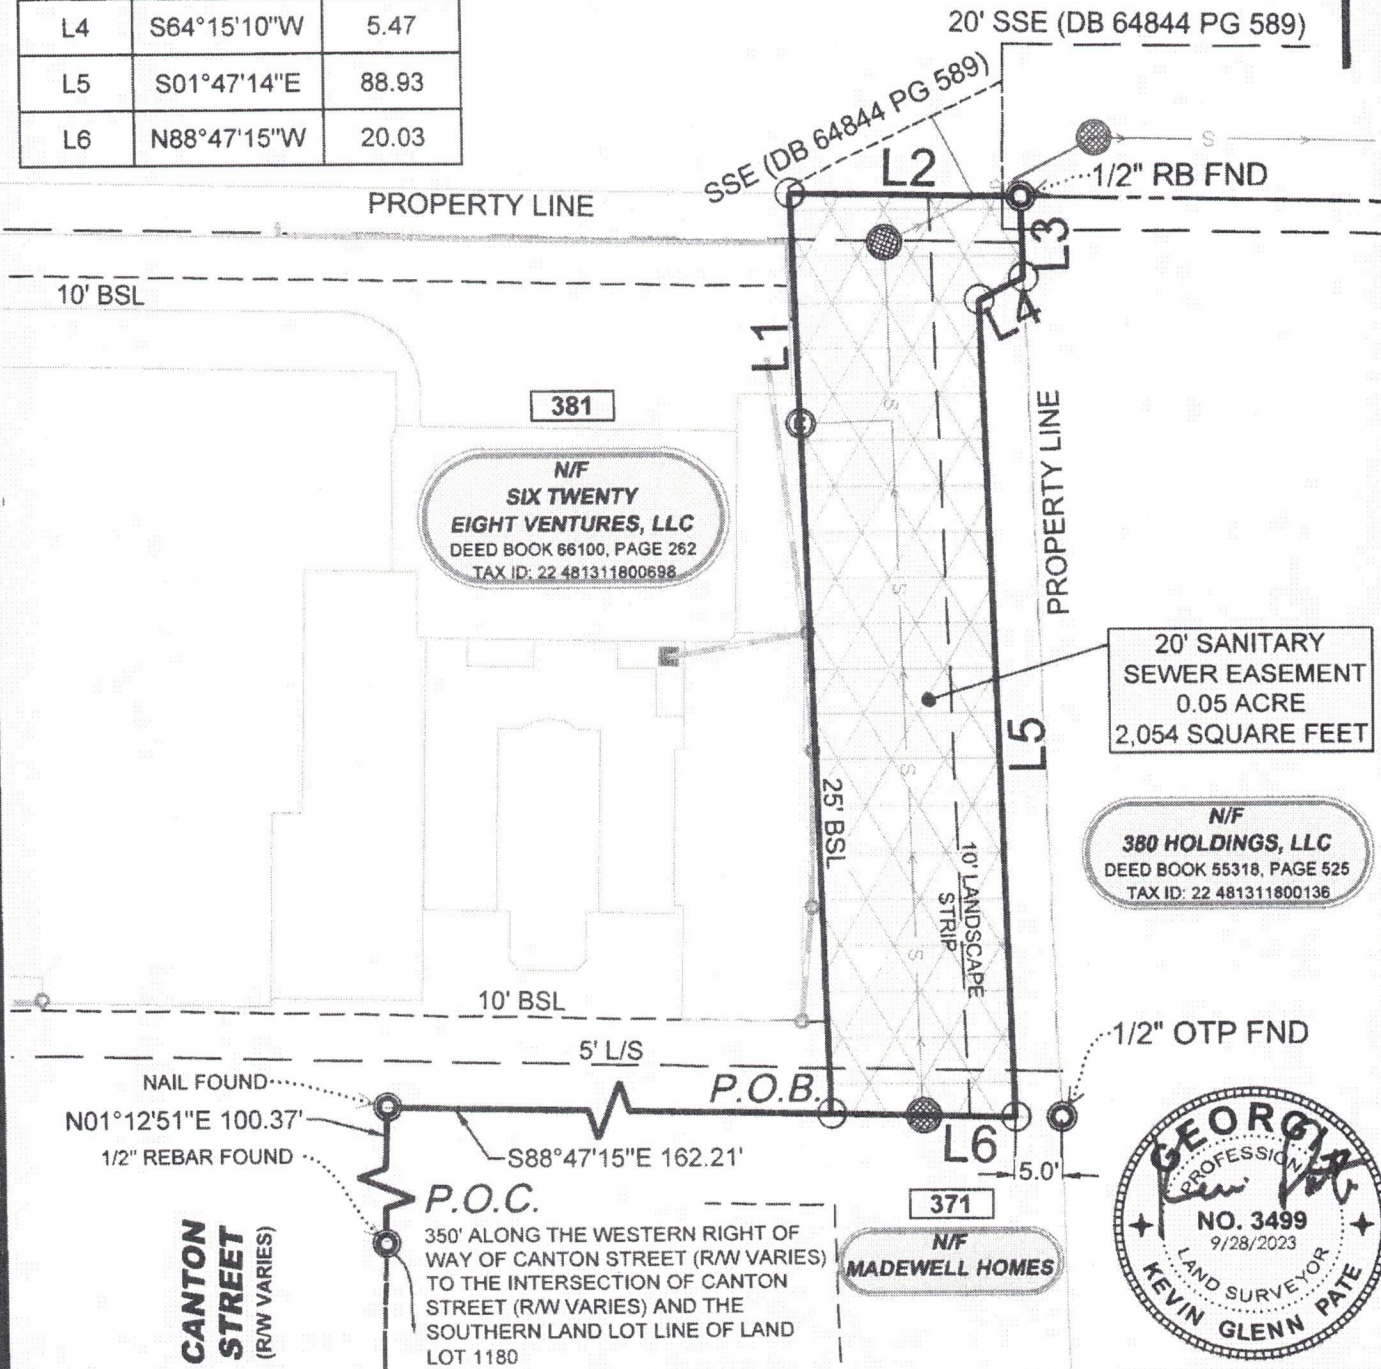 L4 S64°15'10"W 5.47
L5 S01°47'14"E 88.93
L6 N88°47'15"W 20.03
20' SSE (DB 64844 PG 589)
SSE (DB 64844 PG 589)
S
L2
1/2" RB FND
PROPERTY LINE
L3
10' BSL
L4
L1
381
S
PROPERTY LINE
N/F
SIX TWENTY
EIGHT VENTURES, LLC
DEED BOOK 66100, PAGE 262
TAX ID: 22 481311800698
S
20' SANITARY
SEWER EASEMENT
0.05 ACRE
2,054 SQUARE FEET
L5
S
25' BSL
N/F
380 HOLDINGS, LLC
DEED BOOK 55318, PAGE 525
TAX ID: 22 481311800136
10' LANDSCAPE
STRIP
S
10' BSL
5' L/S
1/2" OTP FND
NAIL FOUND
P.O.B.
N01°12'51"E 100.37'
S88°47'15"E 162.21'
L6
5.0'
1/2" REBAR FOUND
P.O.C.
350' ALONG THE WESTERN RIGHT OF
WAY OF CANTON STREET (R/W VARIES)
TO THE INTERSECTION OF CANTON
STREET (R/W VARIES) AND THE
SOUTHERN LAND LOT LINE OF LAND
LOT 1180
CANTON
STREET
(R/W VARIES)
371
N/F
MADEWELL HOMES
GEORGI
PROFESSION
NO. 3499
9/28/2023
LAND SURVEYOR
KEVIN GLENN PATE